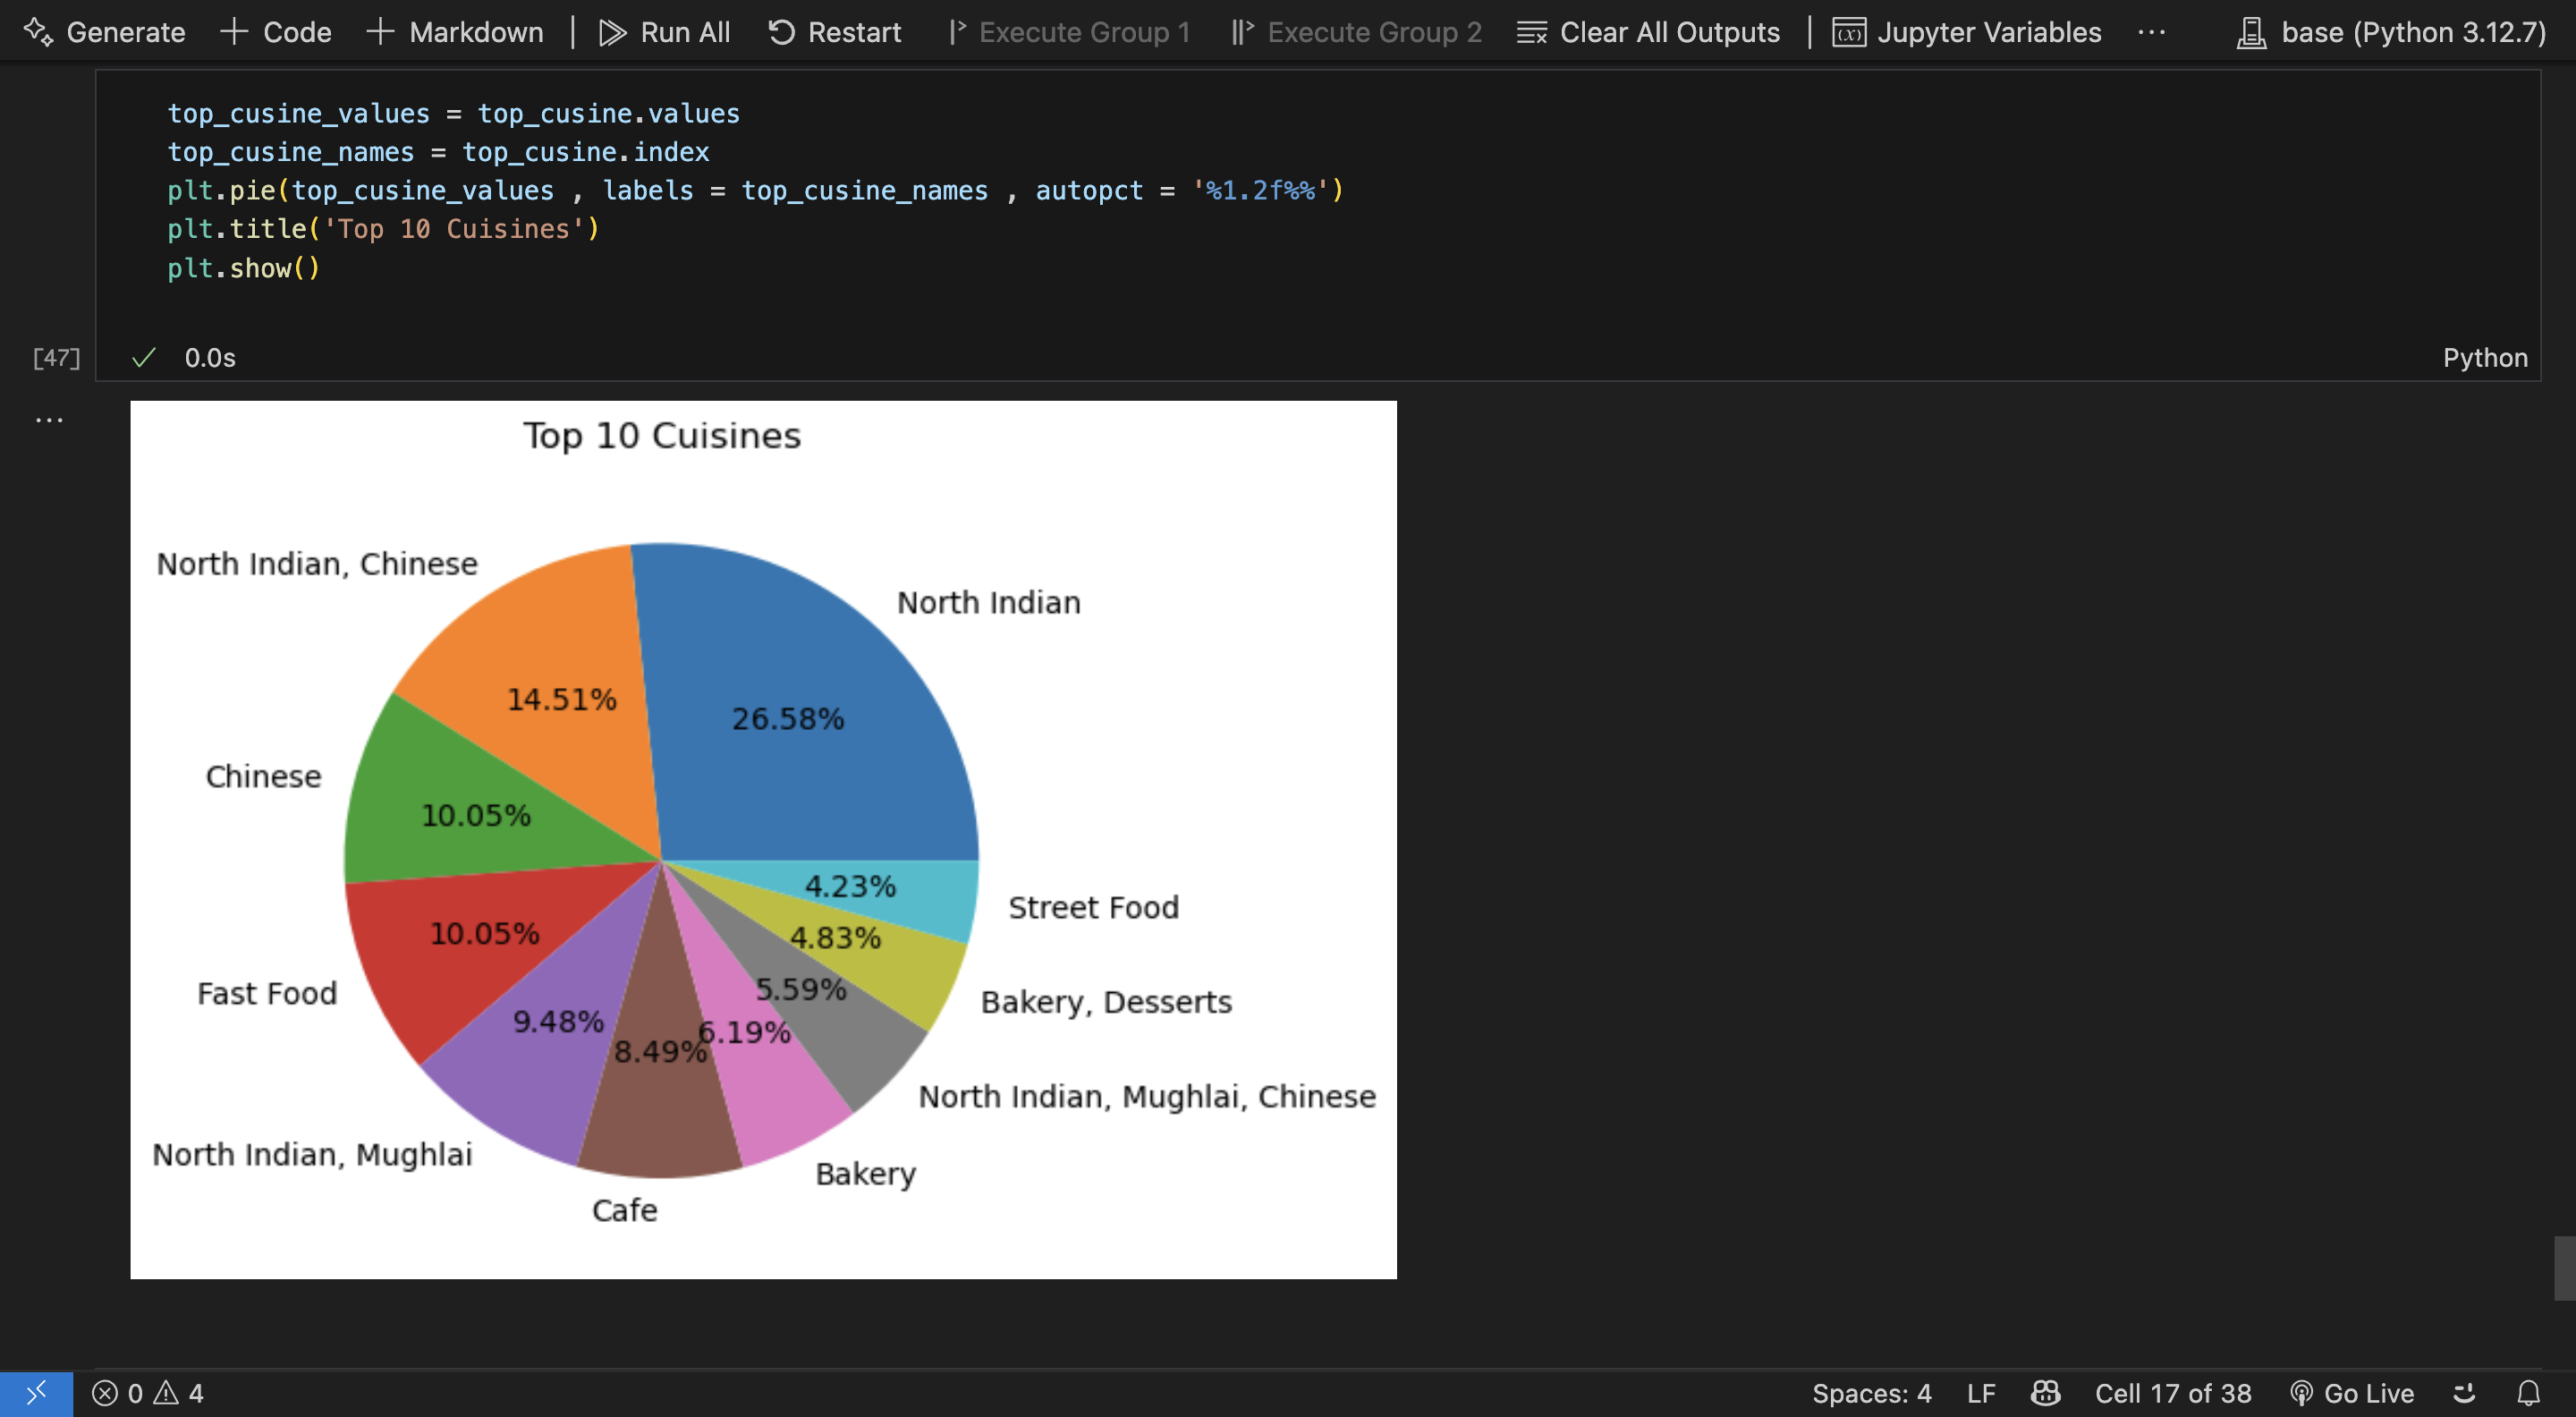 Generate + Code + Markdown | Run All Restart Execute Group 1 Execute Group 2 Clear All Outputs | Jupyter Variables ... base (Python 3.12.7)
top_cusine_values = top_cusine.values
top_cusine_names = top_cusine.index
plt.pie(top_cusine_values , labels = top_cusine_names , autopct = '%1.2f%%')
plt.title('Top 10 Cuisines')
plt.show()
[47] 0.0s Python
...
Top 10 Cuisines
North Indian, Chinese
North Indian
14.51%
26.58%
Chinese
10.05%
4.23%
Street Food
10.05%
4.83%
Fast Food
5.59%
Bakery, Desserts
9.48%
6.19%
8.49%
North Indian, Mughlai, Chinese
North Indian, Mughlai
Bakery
Cafe
0 4 Spaces: 4 LF Cell 17 of 38 Go Live